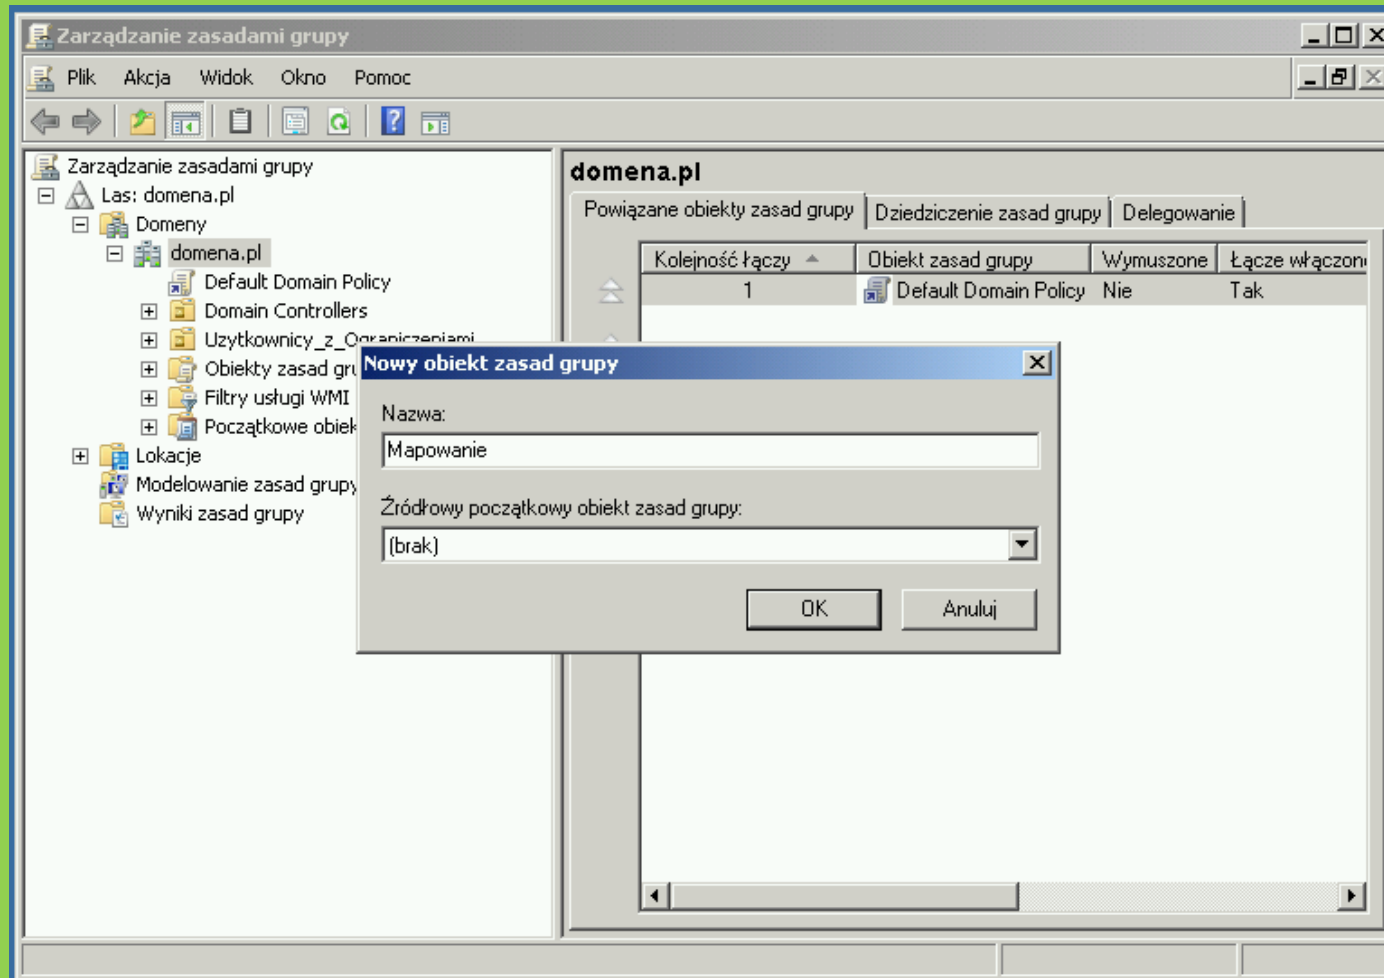 Zarządzanie zasadami grupy
Plik Akcja Widok Okno Pomoc
Zarządzanie zasadami grupy
Las: domena.pl
Domeny
domena.pl
Default Domain Policy
Domain Controllers
Uzytkownicy_z_Ograniczeniami
Obiekty zasad
Filtry usługi WMI
Początkowe
Lokacje
Modelowanie zasad grupy
Wyniki zasad grupy
domena.pl
Powiązane obiekty zasad grupy Dziedziczenie zasad grupy Delegowanie
Kolejność łączy Obiekt zasad grupy Wymuszone Łącze włączone
1 Default Domain Policy Nie Tak
Nowy obiekt zasad grupy
Nazwa:
Mapowanie
Źródłowy początkowy obiekt zasad grupy:
(brak)
OK Anuluj